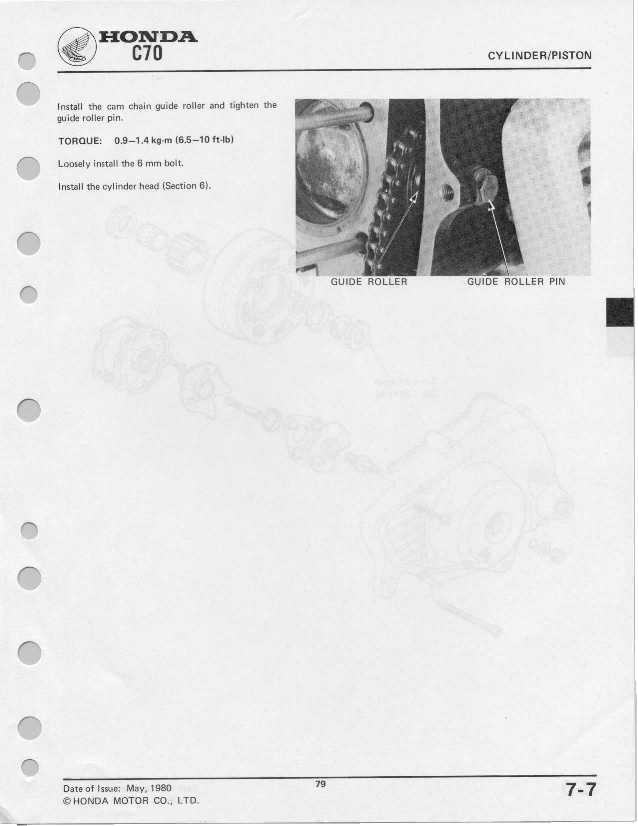 HONDA
C70
CYLINDER/PISTON
Install the cam chain guide roller and tighten the
guide roller pin.
TORQUE: 0.9–1.4 kg-m (6.5–10 ft-lb)
Loosely install the 6 mm bolt.
Install the cylinder head (Section 6).
GUIDE ROLLER
GUIDE ROLLER PIN
Date of Issue: May, 1980
© HONDA MOTOR CO., LTD.
79
7-7